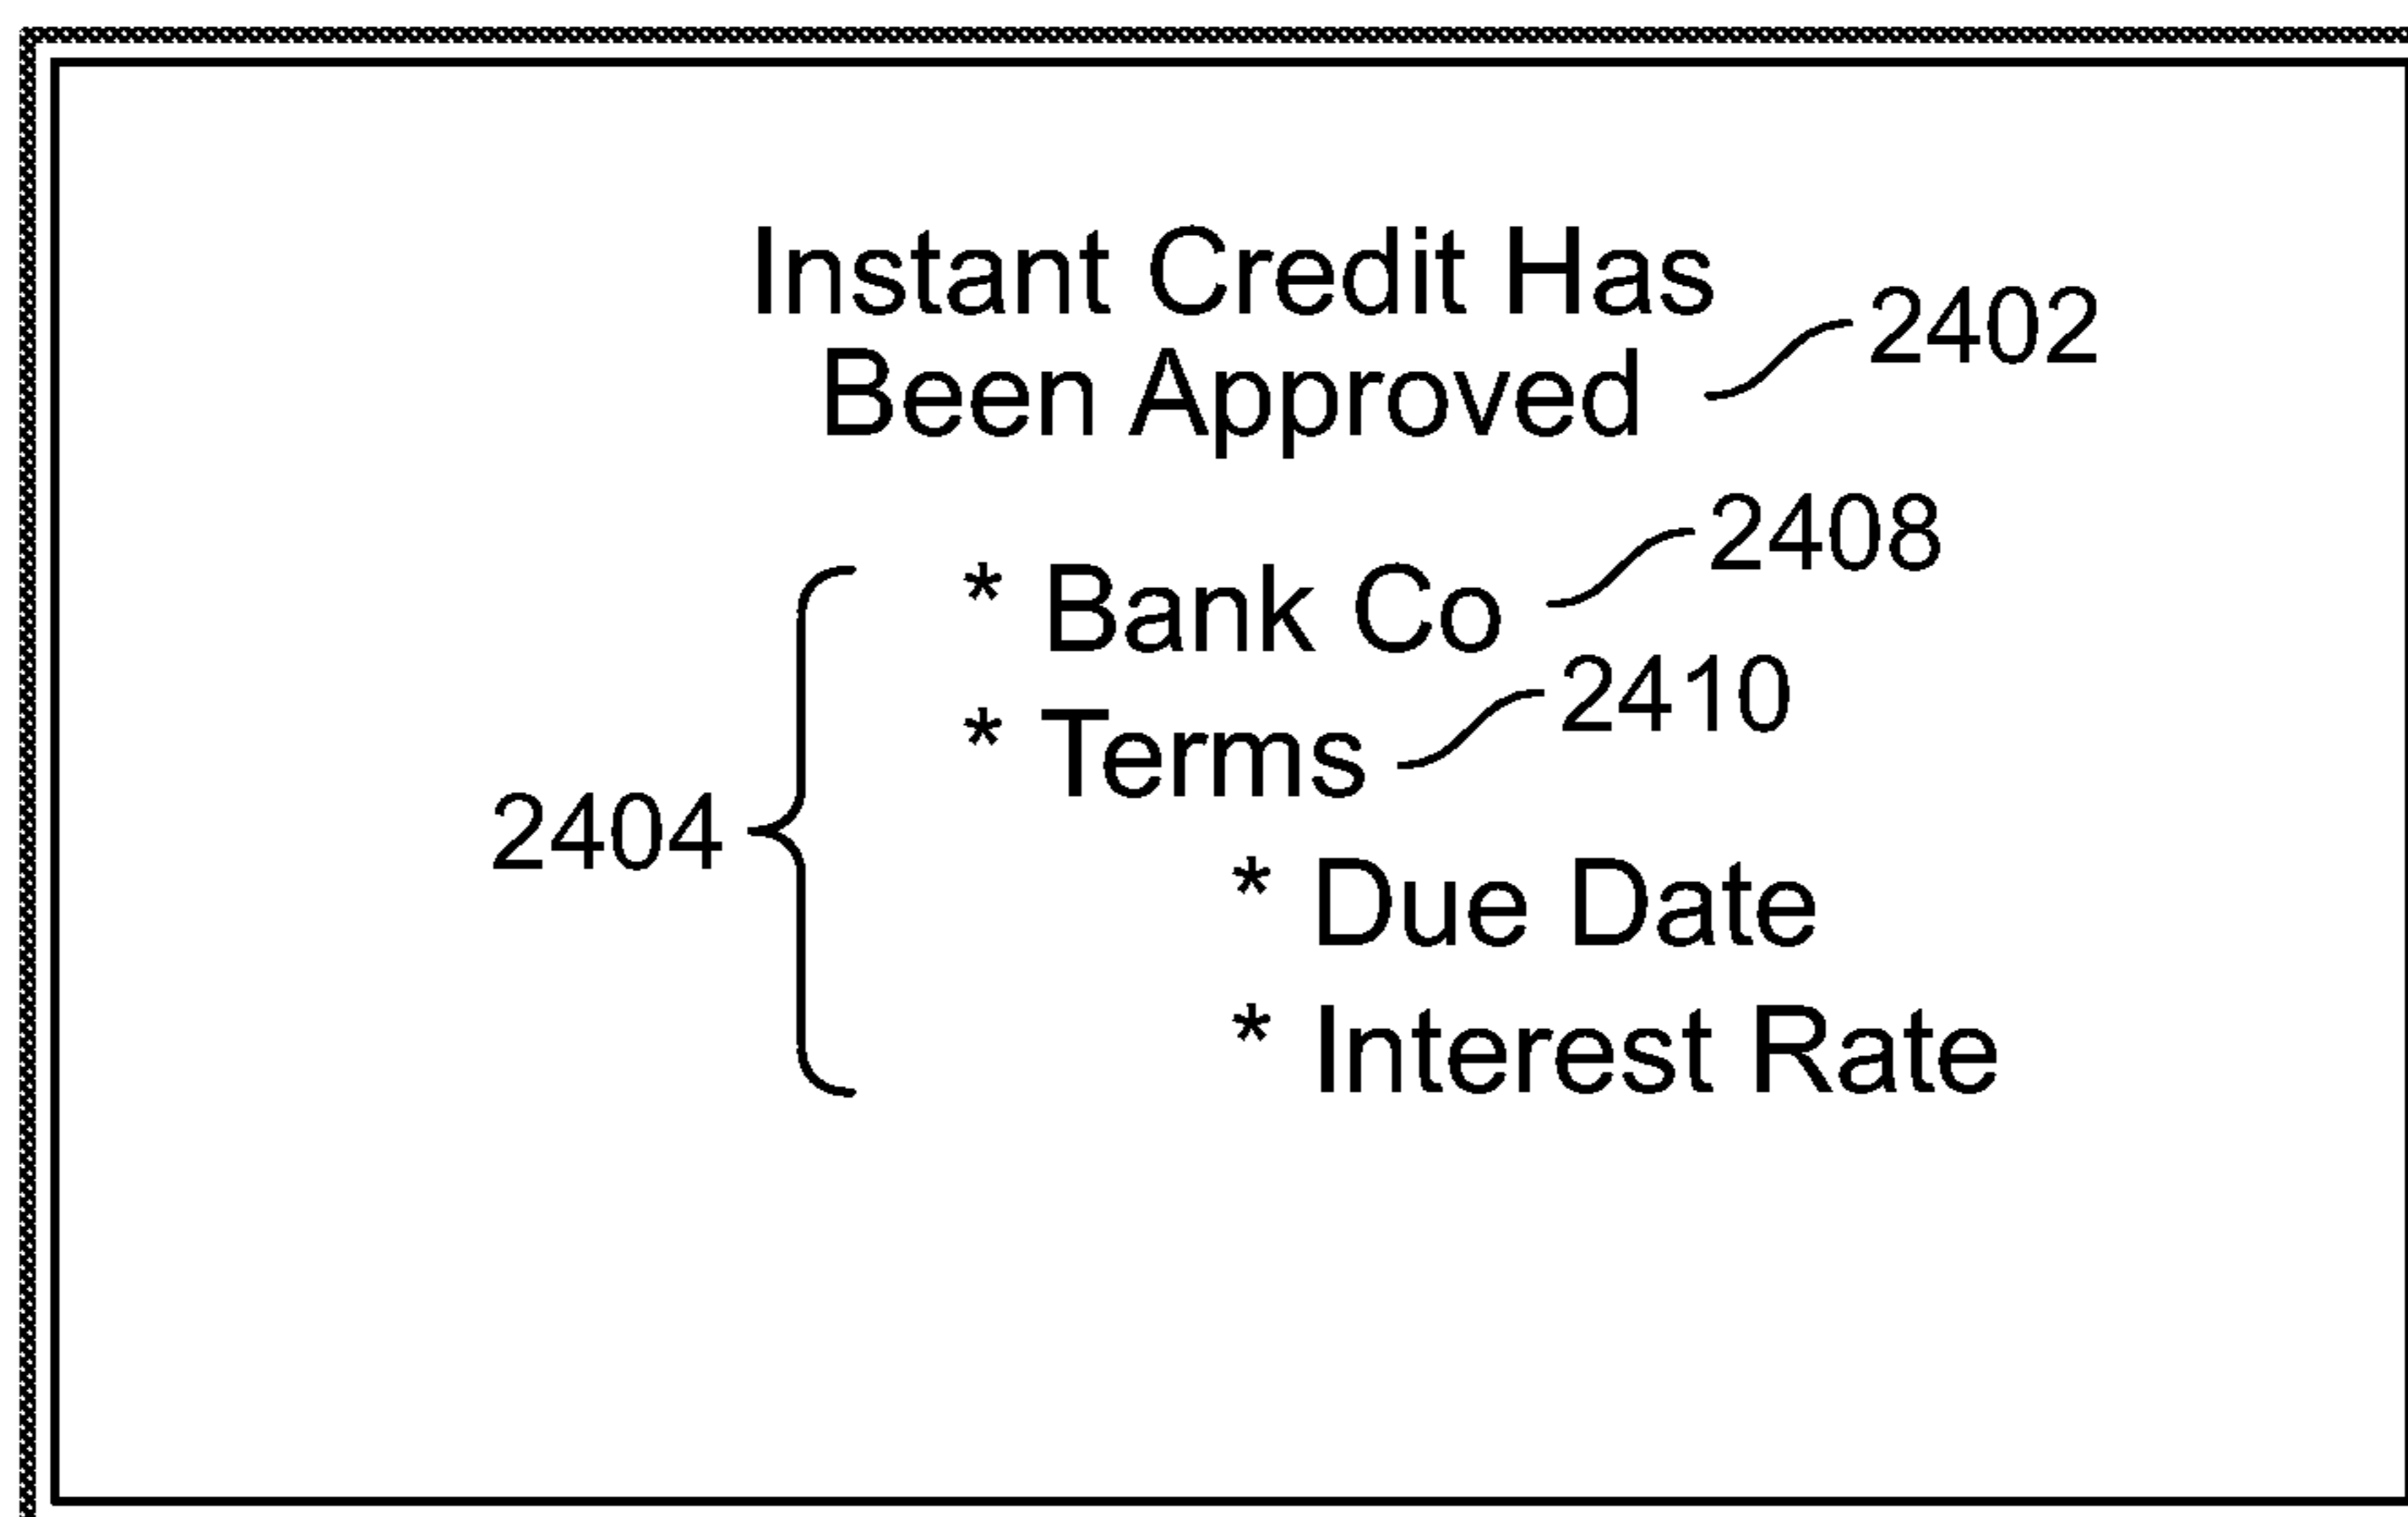 Instant Credit Has
Been Approved
2402
2408
* Bank Co
2410
* Terms
2404
* Due Date
* Interest Rate